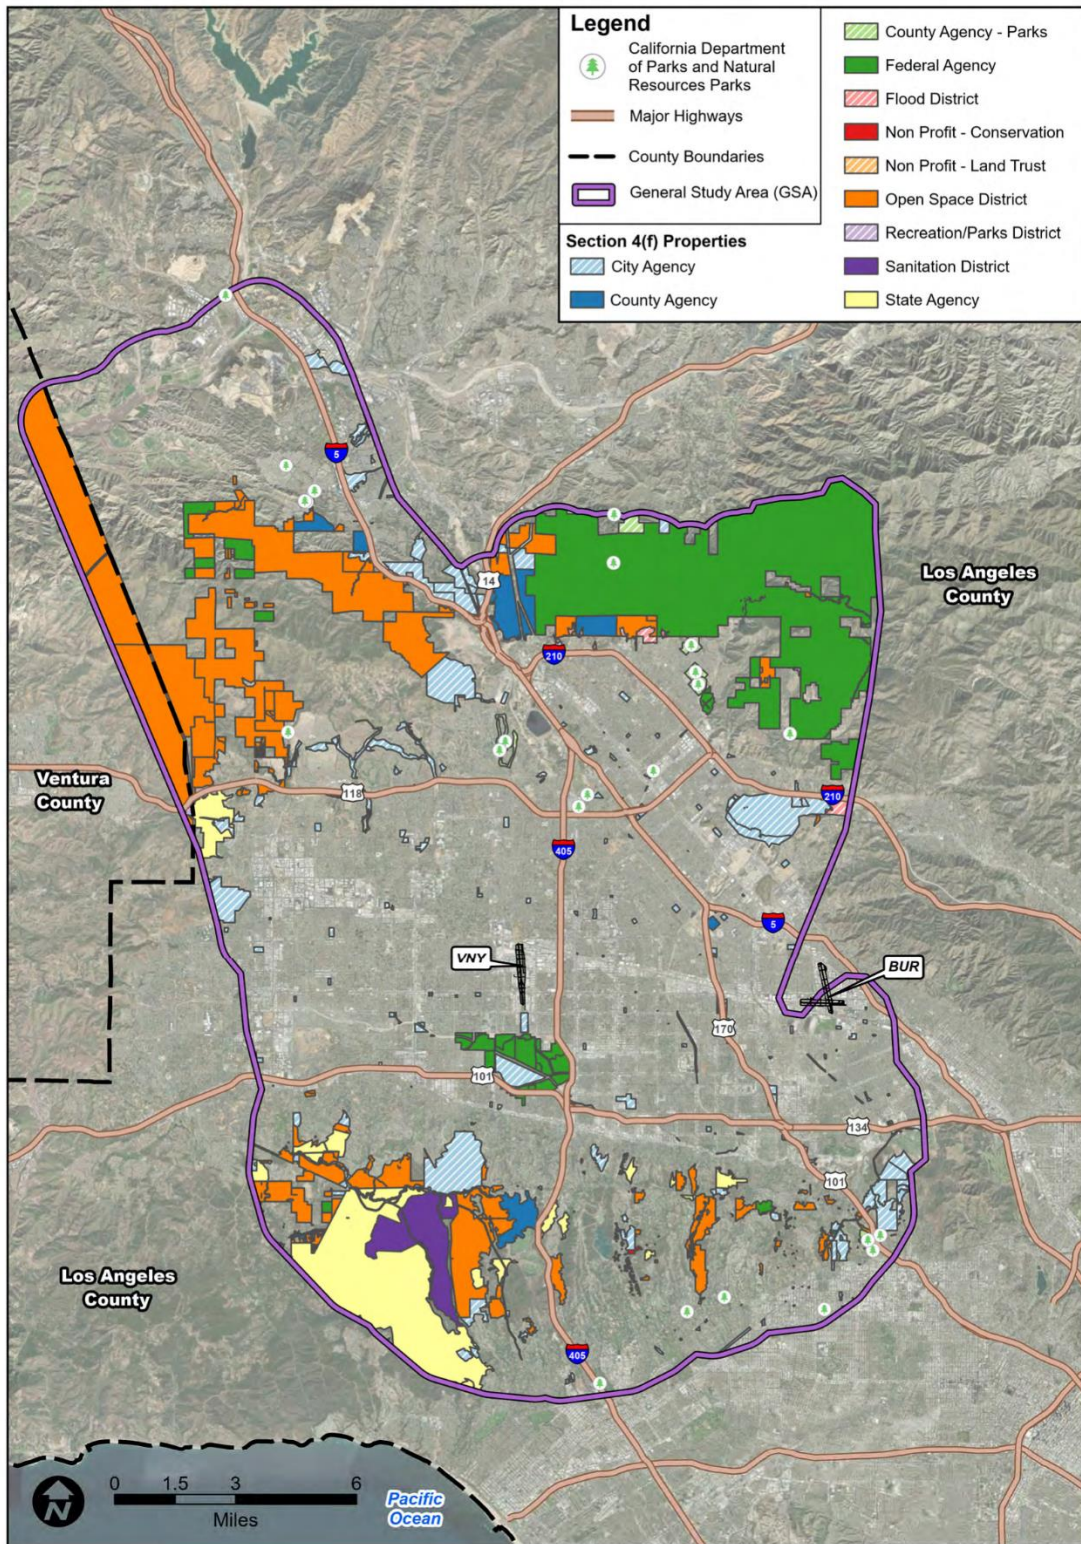 Legend
California Department
of Parks and Natural
Resources Parks
Major Highways
County Boundaries
General Study Area (GSA)
Section 4(f) Properties
City Agency
County Agency
County Agency - Parks
Federal Agency
Flood District
Non Profit - Conservation
Non Profit - Land Trust
Open Space District
Recreation/Parks District
Sanitation District
State Agency
5
14
Los Angeles
County
210
Ventura
County
118
210
405
5
VNY
BUR
170
101
134
101
Los Angeles
County
405
N
0 1.5 3 6
Miles
Pacific
Ocean